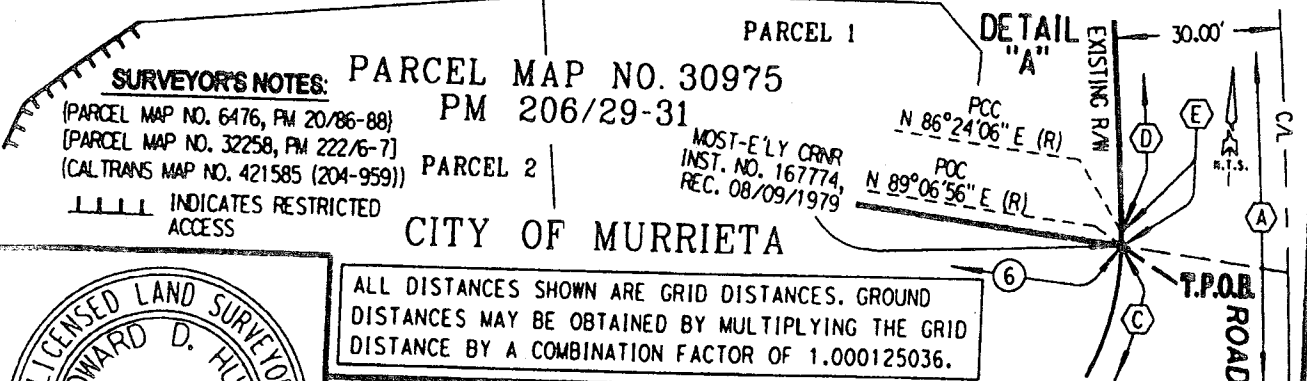 PARCEL 1
DETAIL
"A"
EXISTING R/W
30.00'
C/L
SURVEYOR'S NOTES:
PARCEL MAP NO. 30975
PM 206/29-31
(PARCEL MAP NO. 6476, PM 20/86-88)
[PARCEL MAP NO. 32258, PM 222/6-7]
(CALTRANS MAP NO. 421585 (204-959))
PARCEL 2
INDICATES RESTRICTED
ACCESS
MOST-E'LY CRNR
INST. NO. 167774,
REC. 08/09/1979
PCC
N 86°24'06" E (R)
POC
N 89°06'56" E (R)
D
E
N.T.S.
A
CITY OF MURRIETA
6
T.P.O.B.
C
ROAD
ALL DISTANCES SHOWN ARE GRID DISTANCES. GROUND
DISTANCES MAY BE OBTAINED BY MULTIPLYING THE GRID
DISTANCE BY A COMBINATION FACTOR OF 1.000125036.
LICENSED LAND SURVEYO
WARD D.